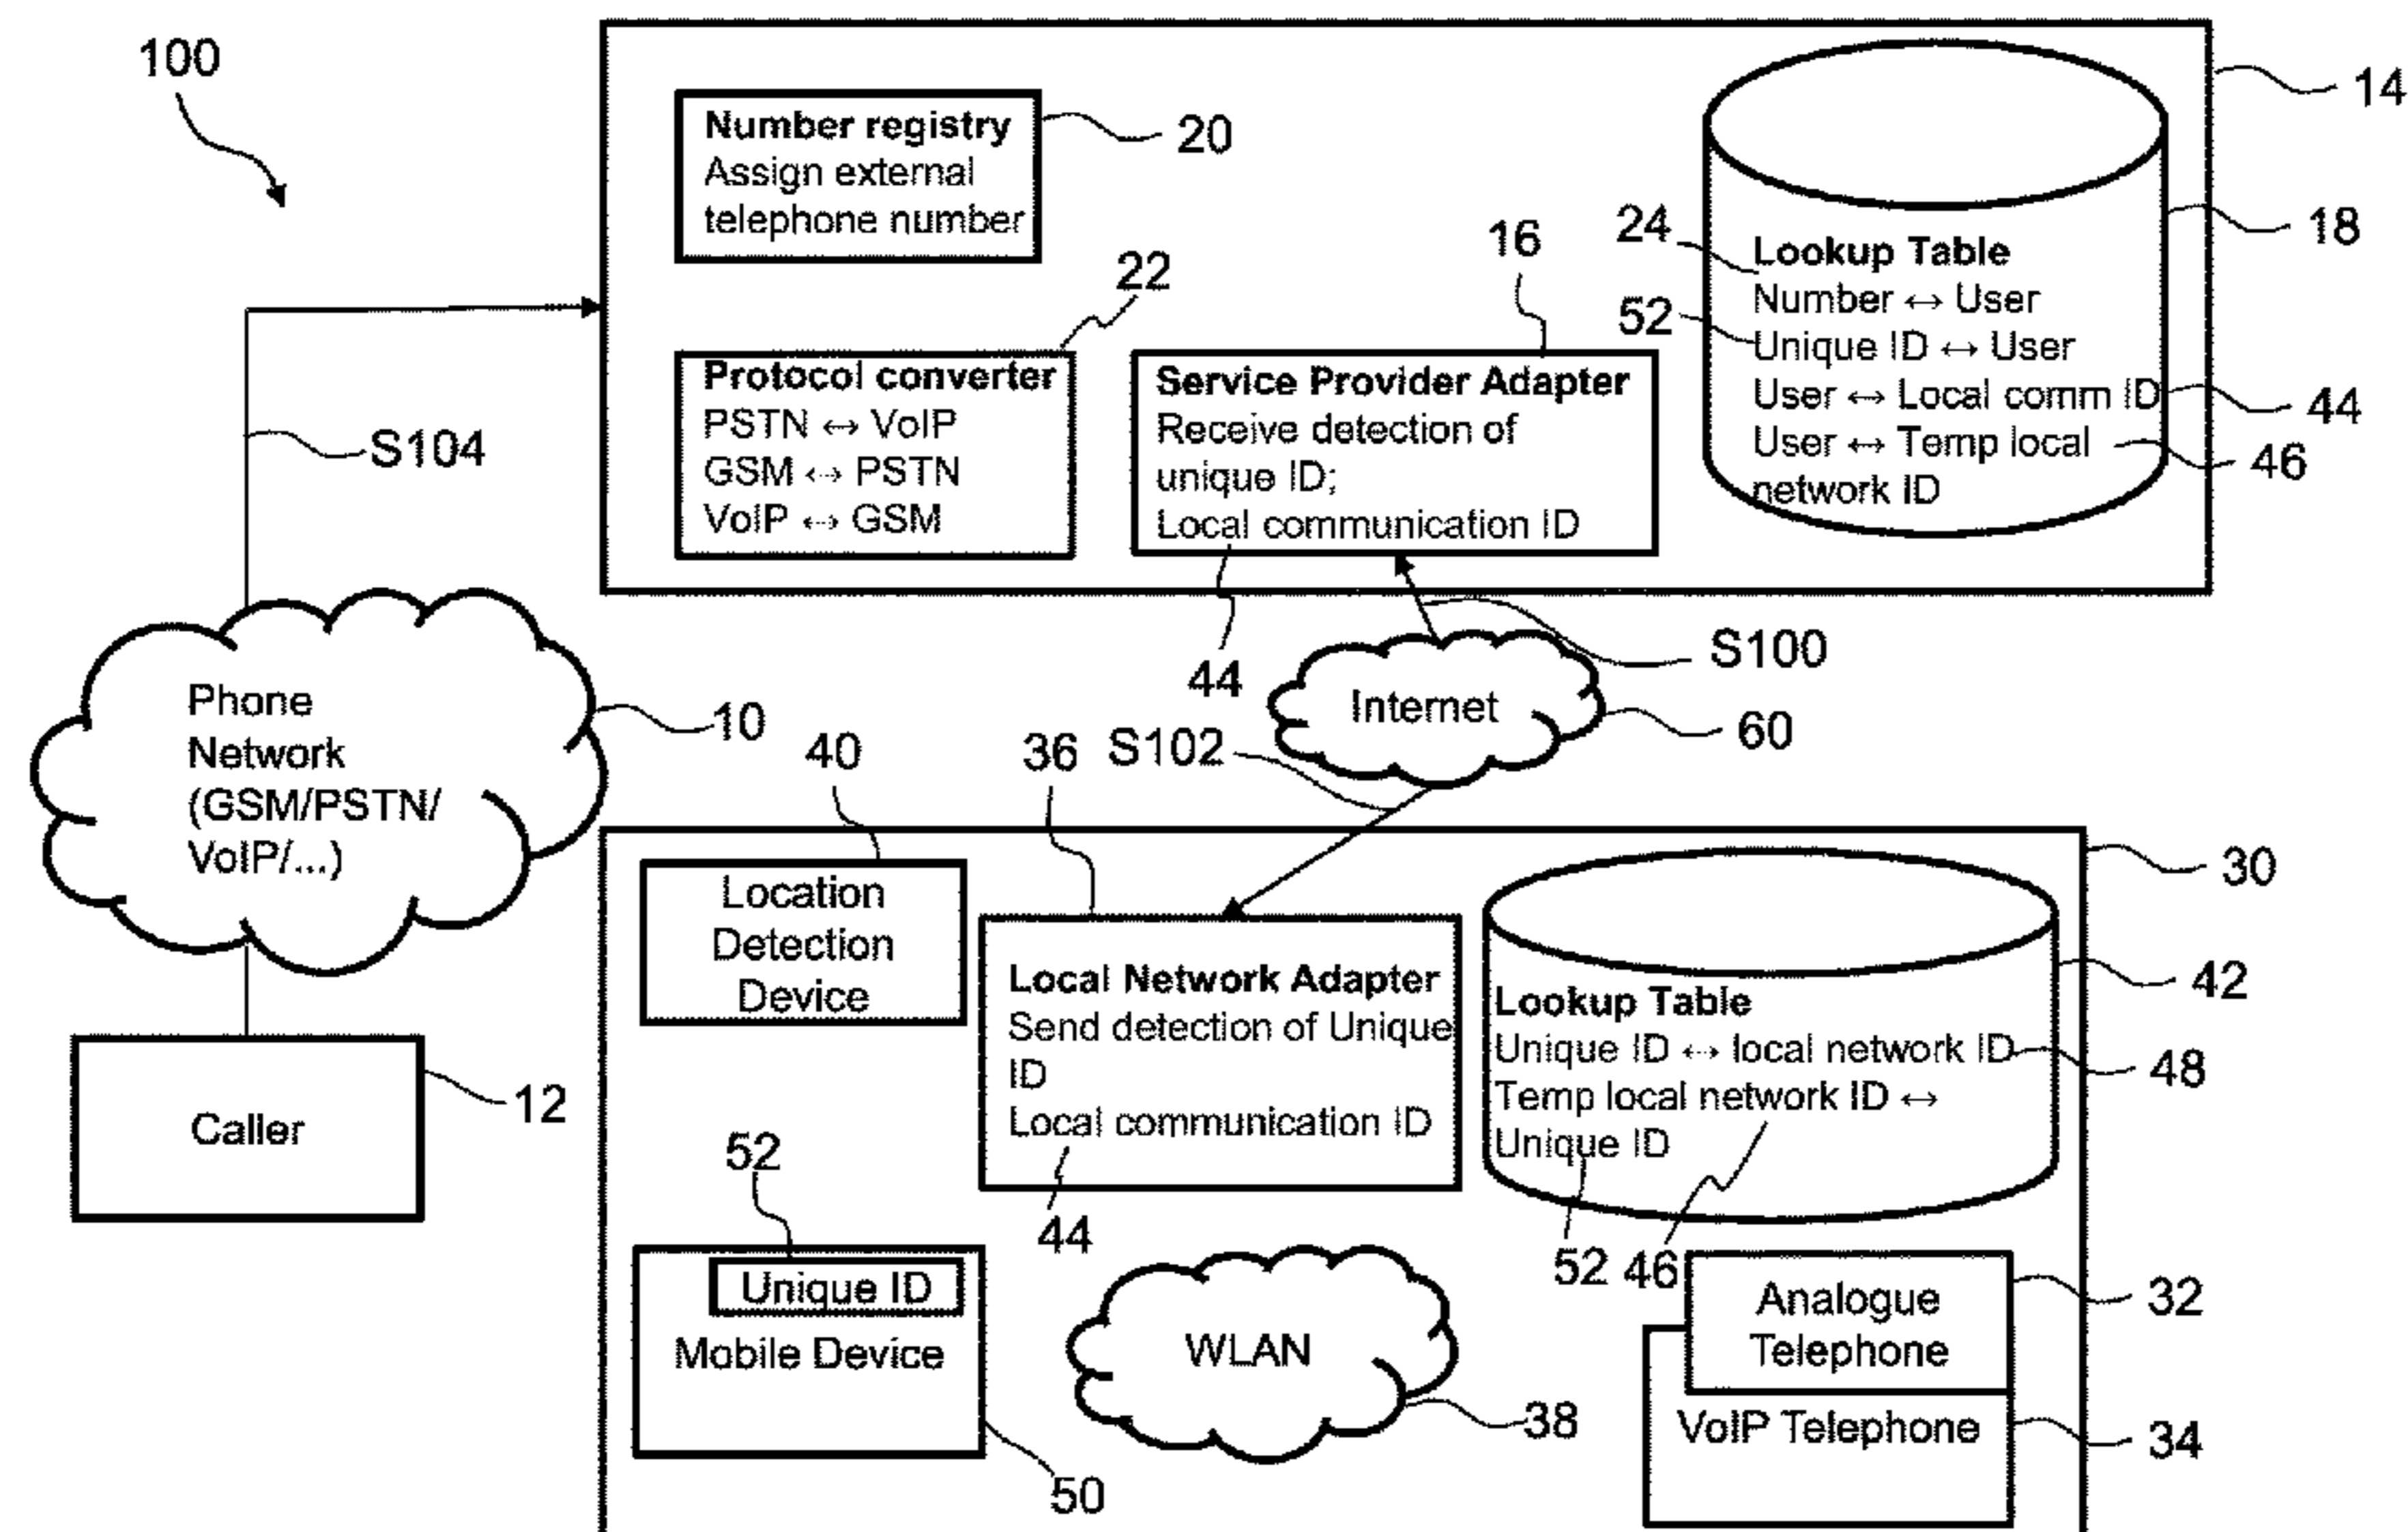 100
14
Number registry
Assign external
telephone number
20
22
Protocol converter
PSTN ↔ VoIP
GSM ↔ PSTN
VoIP ↔ GSM
16
Service Provider Adapter
Receive detection of
unique ID;
Local communication ID
44
24
52
Lookup Table
Number ↔ User
Unique ID ↔ User
User ↔ Local comm ID
User ↔ Temp local
network ID
18
44
46
S104
S100
Internet
60
S102
Phone
Network
(GSM/PSTN/
VoIP/...)
10
Caller
12
30
40
Location
Detection
Device
36
Local Network Adapter
Send detection of Unique
ID
Local communication ID
44
Lookup Table
Unique ID ↔ local network ID
Temp local network ID ↔
Unique ID
42
48
52
46
52
Unique ID
Mobile Device
50
WLAN
38
Analogue
Telephone
32
VoIP Telephone
34